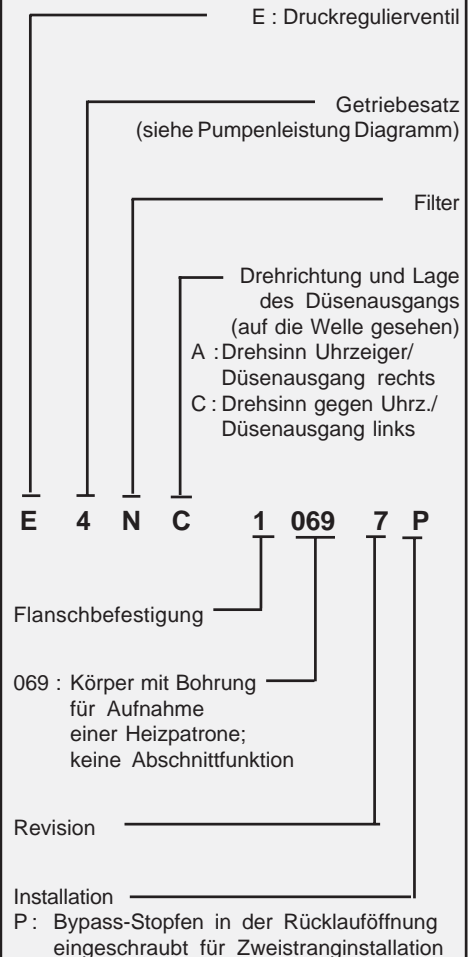 E : Druckregulierventil
Getriebesatz
(siehe Pumpenleistung Diagramm)
Filter
Drehrichtung und Lage
des Düsenausgangs
(auf die Welle gesehen)
A : Drehsinn Uhrzeiger/
Düsenausgang rechts
C : Drehsinn gegen Uhrz./
Düsenausgang links
E 4 N C 1 069 7 P
Flanschbefestigung
069 : Körper mit Bohrung
für Aufnahme
einer Heizpatrone;
keine Abschnittfunktion
Revision
Installation
P : Bypass-Stopfen in der Rücklauföffnung
eingeschraubt für Zweistranginstallation